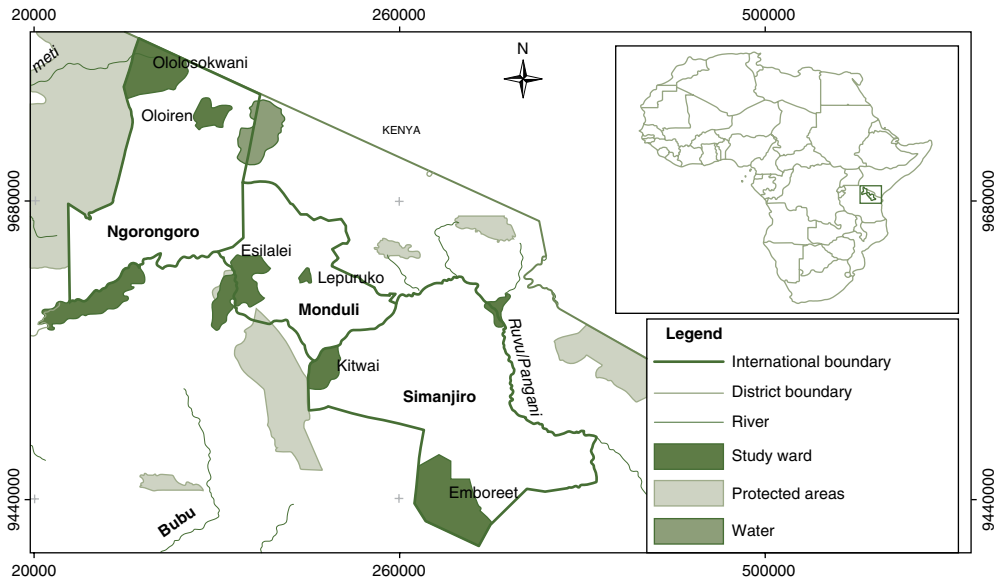 20000
260000
500000
meti
Ololosokwani
N
Oloiren
KENYA
9680000
9680000
Ngorongoro
Esilalei
Lepuruko
Monduli
Ruvu/Pangani
Kitwai
Simanjiro
Emboreet
Bubu
9440000
9440000
Legend
International boundary
District boundary
River
Study ward
Protected areas
Water
20000
260000
500000